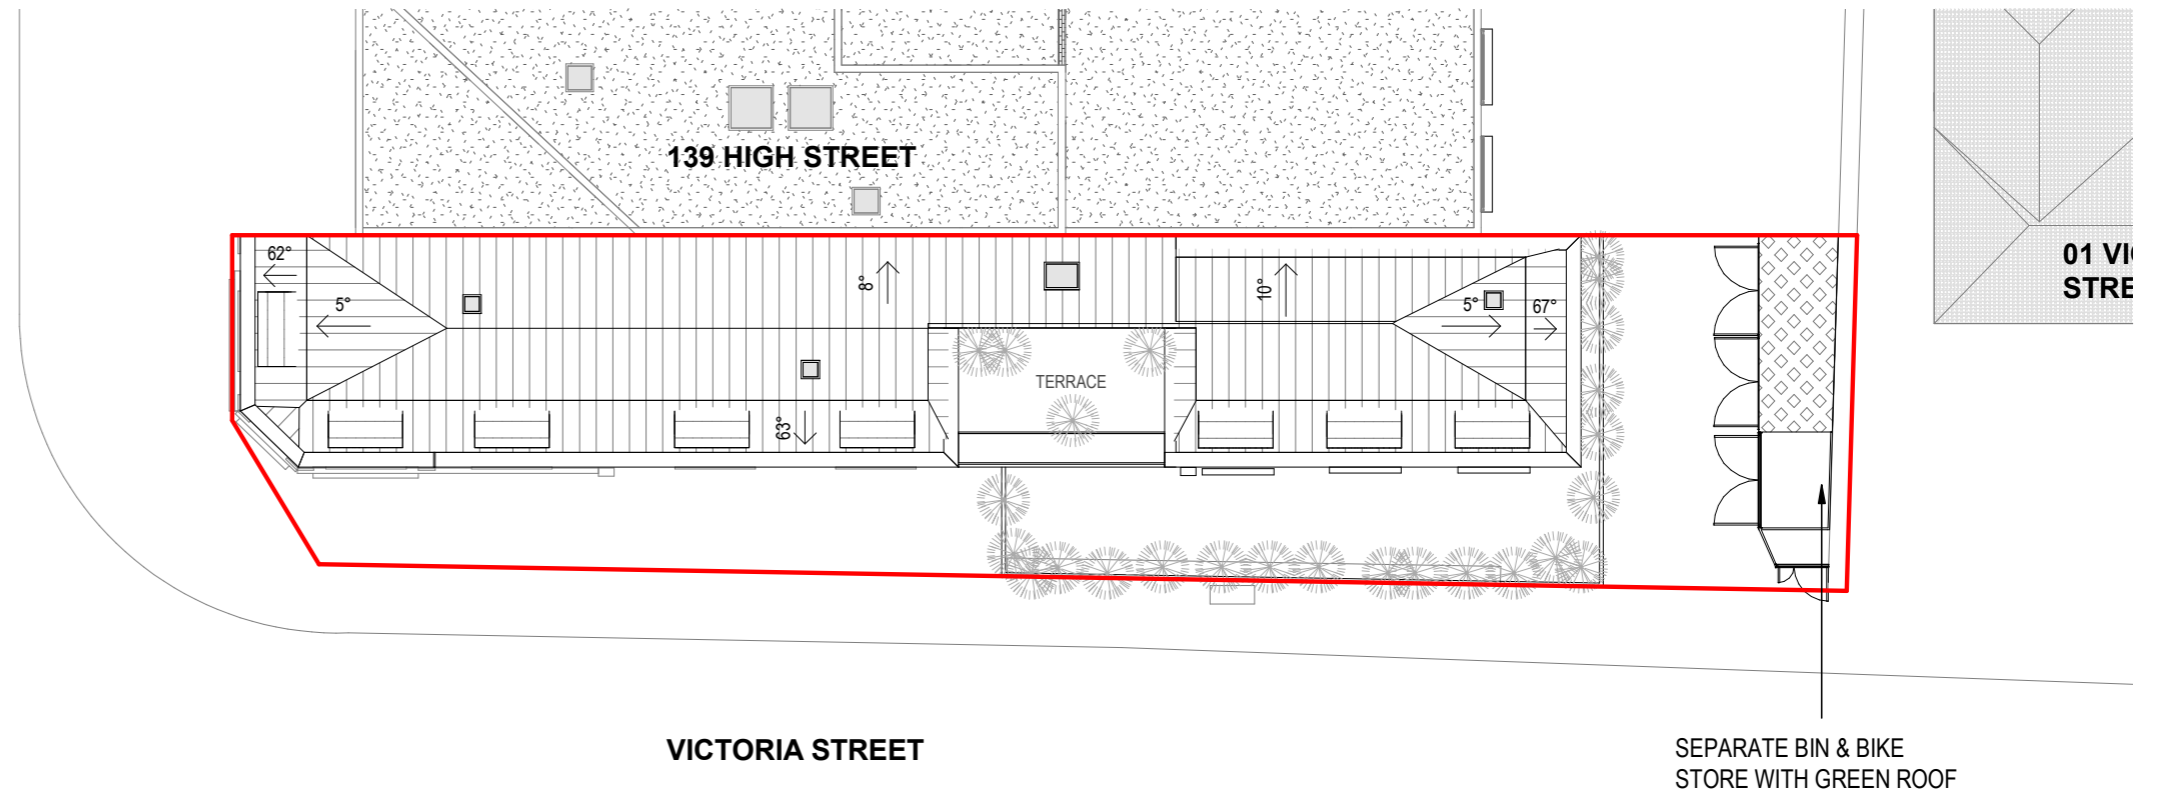 139 HIGH STREET
62°
5°
8°
10°
5°
67°
01 VI
STRE
TERRACE
63°
VICTORIA STREET
SEPARATE BIN & BIKE
STORE WITH GREEN ROOF